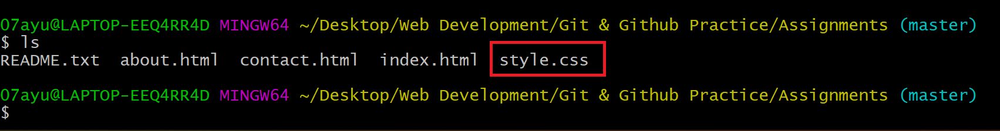 07ayu@LAPTOP-EEQ4RR4D MINGW64 ~/Desktop/Web Development/Git & Github Practice/Assignments (master)
$ ls
README.txt  about.html  contact.html  index.html  style.css
07ayu@LAPTOP-EEQ4RR4D MINGW64 ~/Desktop/Web Development/Git & Github Practice/Assignments (master)
$